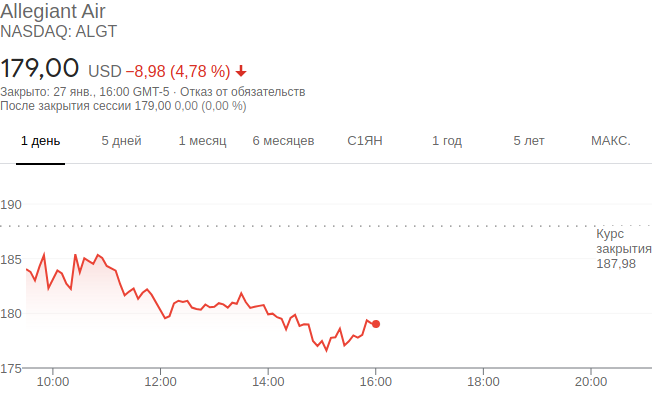 Allegiant Air
NASDAQ: ALGT
179,00 USD −8,98 (4,78 %)
Закрыто: 27 янв., 16:00 GMT-5 · Отказ от обязательств
После закрытия сессии 179,00 0,00 (0,00 %)
1 день 5 дней 1 месяц 6 месяцев С1ЯН 1 год 5 лет МАКС.
190
Курс
закрытия
187,98
185
180
175
10:00 12:00 14:00 16:00 18:00 20:00